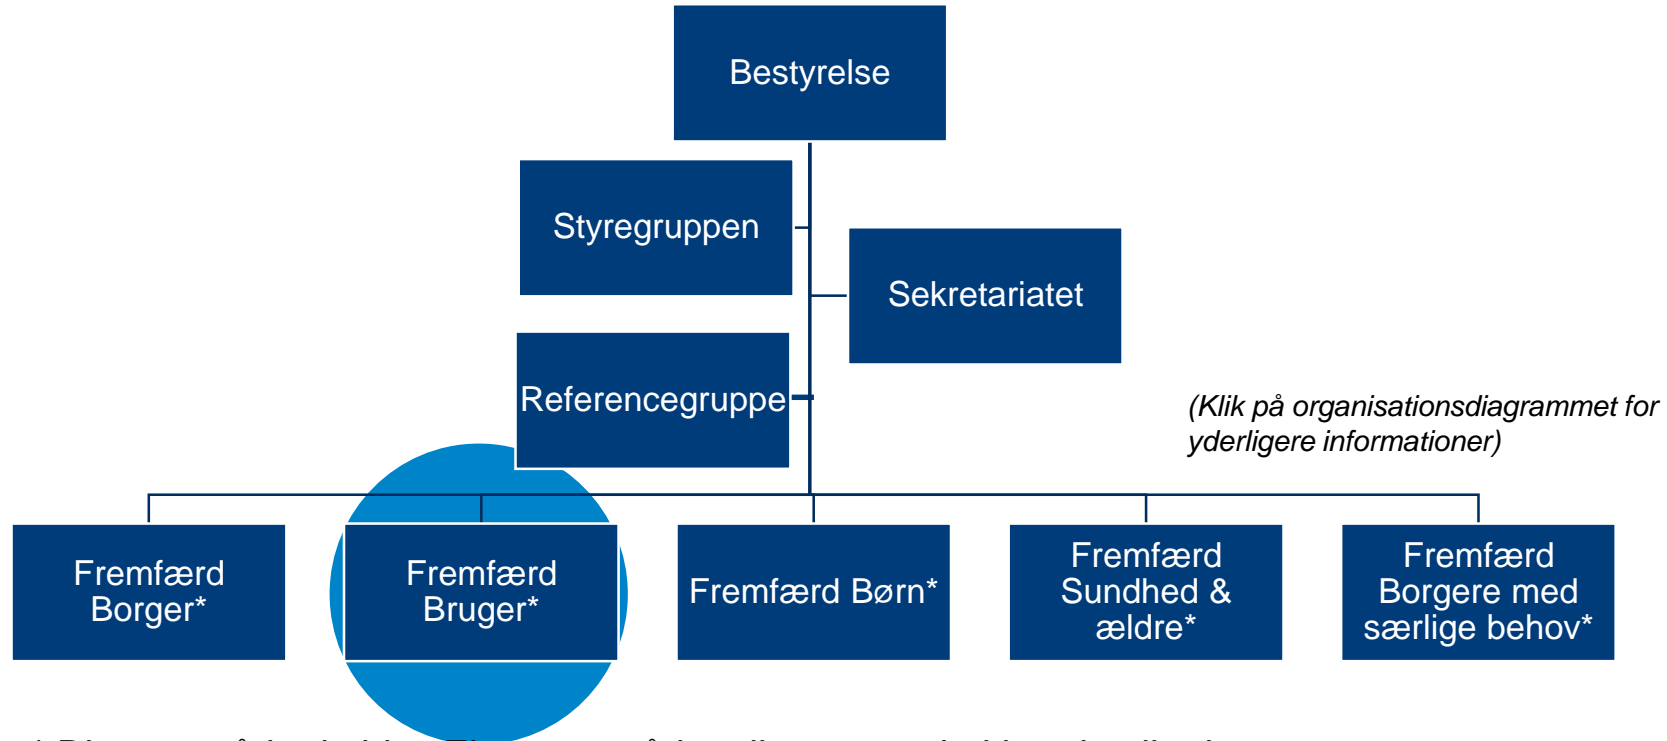 Bestyrelse
Styregruppen
Sekretariatet
Referencegruppe
(Klik på organisationsdiagrammet for
yderligere informationer)
Fremfærd
Borger*
Fremfærd
Bruger*
Fremfærd Børn*
Fremfærd
Sundhed &
ældre*
Fremfærd
Borgere med
særlige behov*